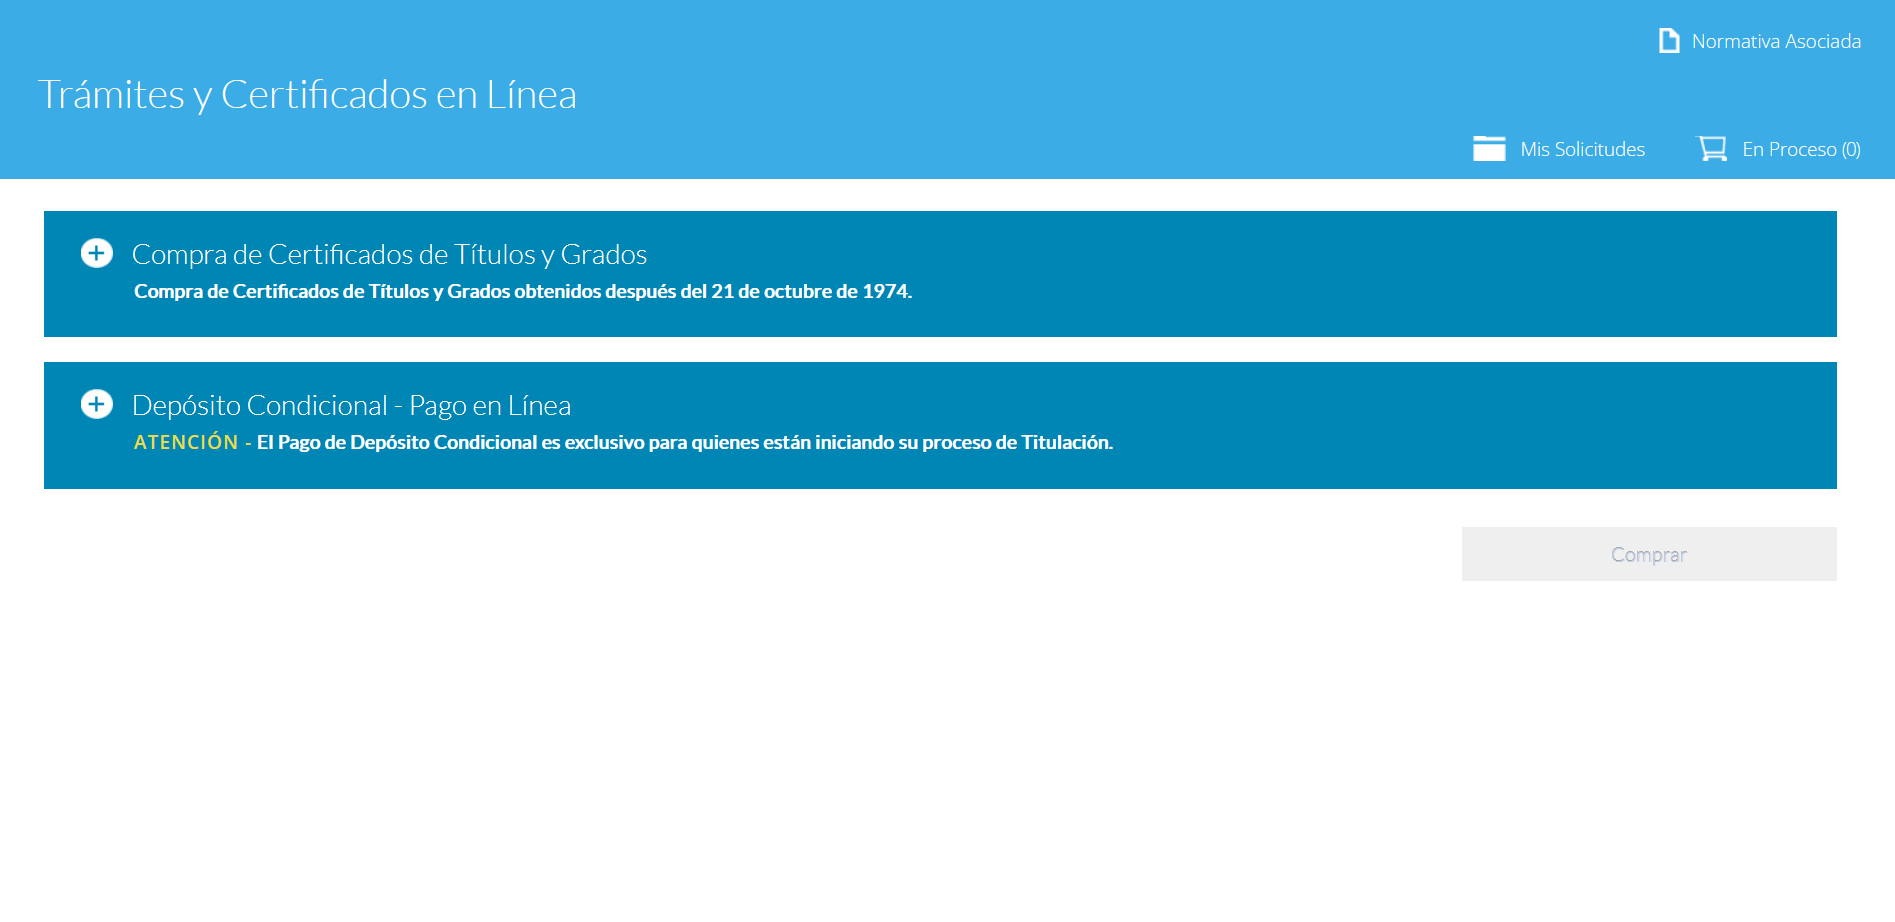 Normativa Asociada
Trámites y Certificados en Línea
Mis Solicitudes
En Proceso (0)
Compra de Certificados de Títulos y Grados
Compra de Certificados de Títulos y Grados obtenidos después del 21 de octubre de 1974.
Depósito Condicional - Pago en Línea
ATENCIÓN - El Pago de Depósito Condicional es exclusivo para quienes están iniciando su proceso de Titulación.
Comprar